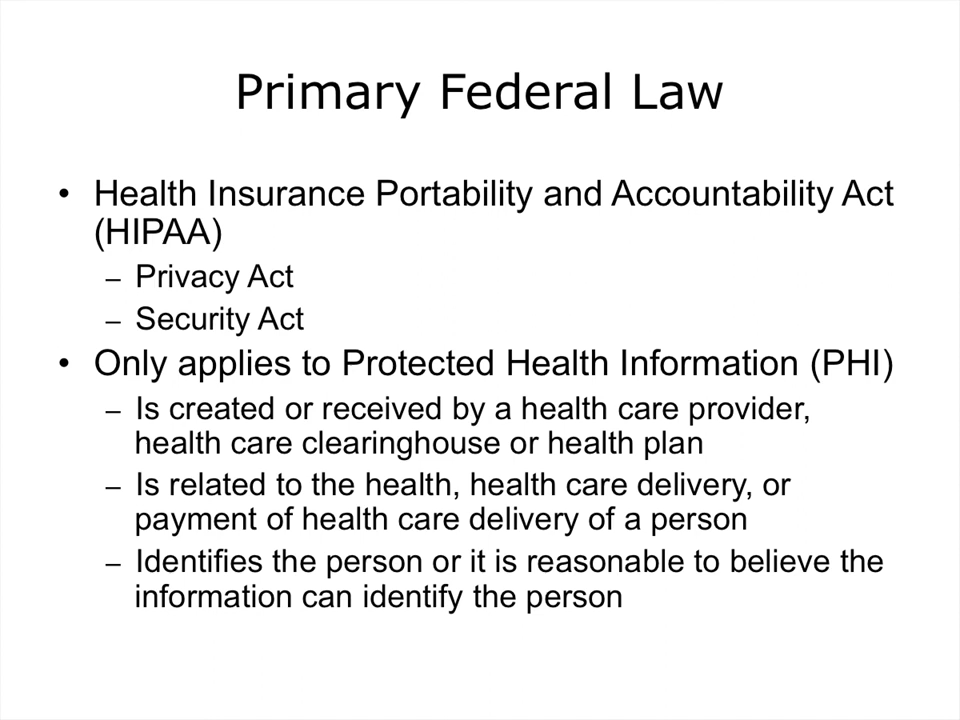 Primary Federal Law
• Health Insurance Portability and Accountability Act
(HIPAA)
– Privacy Act
– Security Act
• Only applies to Protected Health Information (PHI)
– Is created or received by a health care provider,
health care clearinghouse or health plan
– Is related to the health, health care delivery, or
payment of health care delivery of a person
– Identifies the person or it is reasonable to believe the
information can identify the person